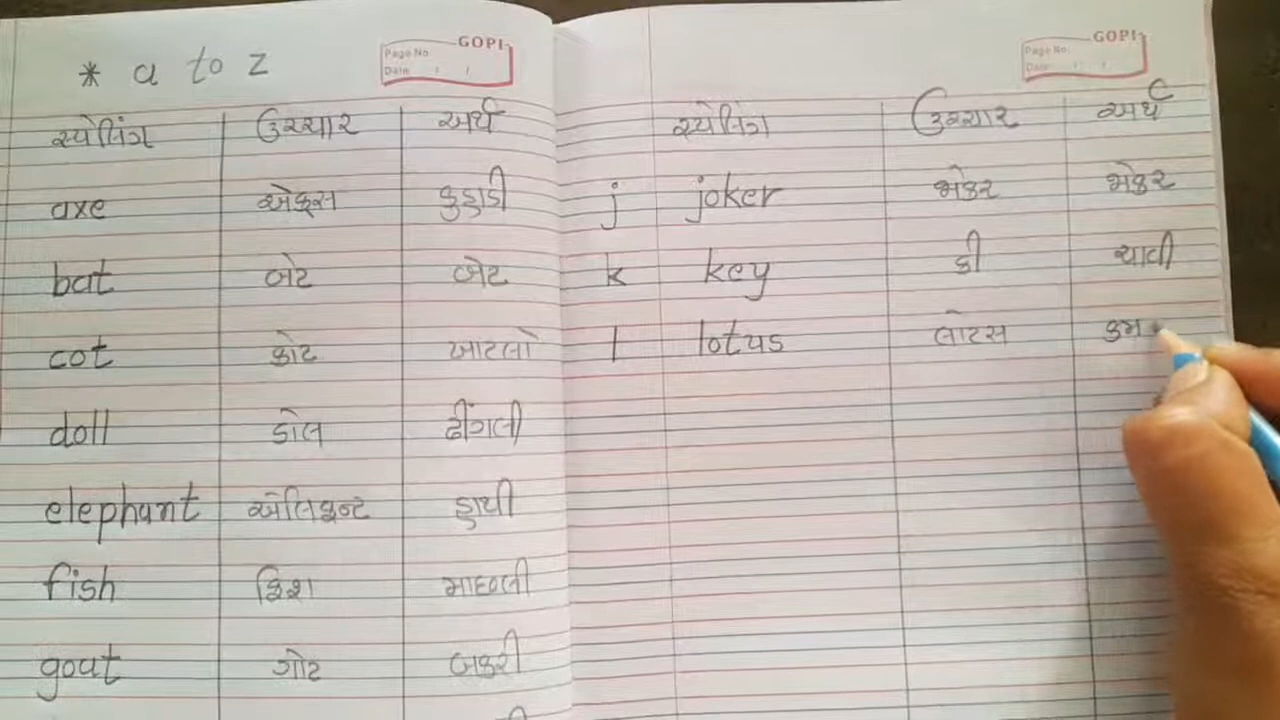 * a to z
GOPI
Page No
Date / /
સ્પેલિંગ ઉચ્ચાર અર્થ
axe એક્સ કુહાડી
bat બેટ બેટ
cot કોટ ખાટલો
doll ડોલ ઢીંગલી
elephant એલિફન્ટ હાથી
fish ફિશ માછલી
goat ગોટ બકરી
GOPI
Page No.
Date / /
સ્પેલિંગ ઉચ્ચાર અર્થ
j joker જોકર જોકર
k key કી ચાવી
l lotus લોટસ કમ